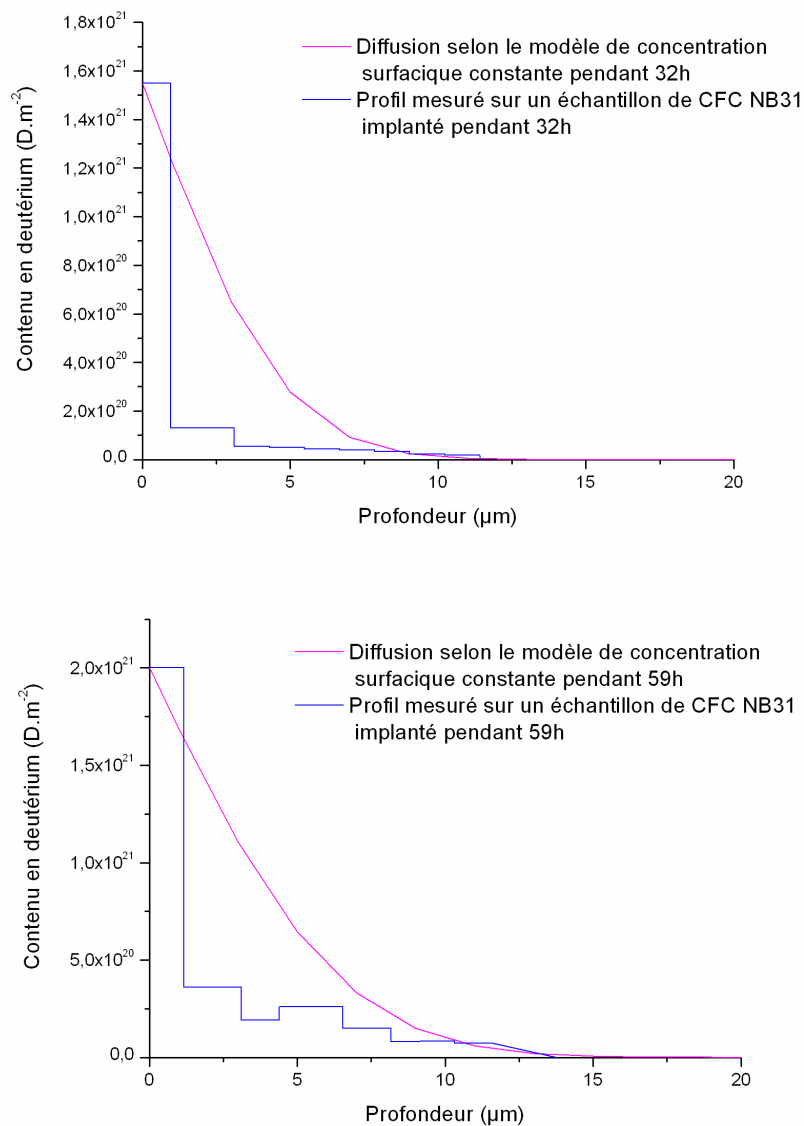 1,8x10²¹
1,6x10²¹
1,4x10²¹
1,2x10²¹
1,0x10²¹
8,0x10²⁰
6,0x10²⁰
4,0x10²⁰
2,0x10²⁰
0,0
Contenu en deutérium (D.m⁻²)
Diffusion selon le modèle de concentration
surfacique constante pendant 32h
Profil mesuré sur un échantillon de CFC NB31
implanté pendant 32h
0 5 10 15 20
Profondeur (µm)
2,0x10²¹
1,5x10²¹
1,0x10²¹
5,0x10²⁰
0,0
Contenu en deutérium (D.m⁻²)
Diffusion selon le modèle de concentration
surfacique constante pendant 59h
Profil mesuré sur un échantillon de CFC NB31
implanté pendant 59h
0 5 10 15 20
Profondeur (µm)